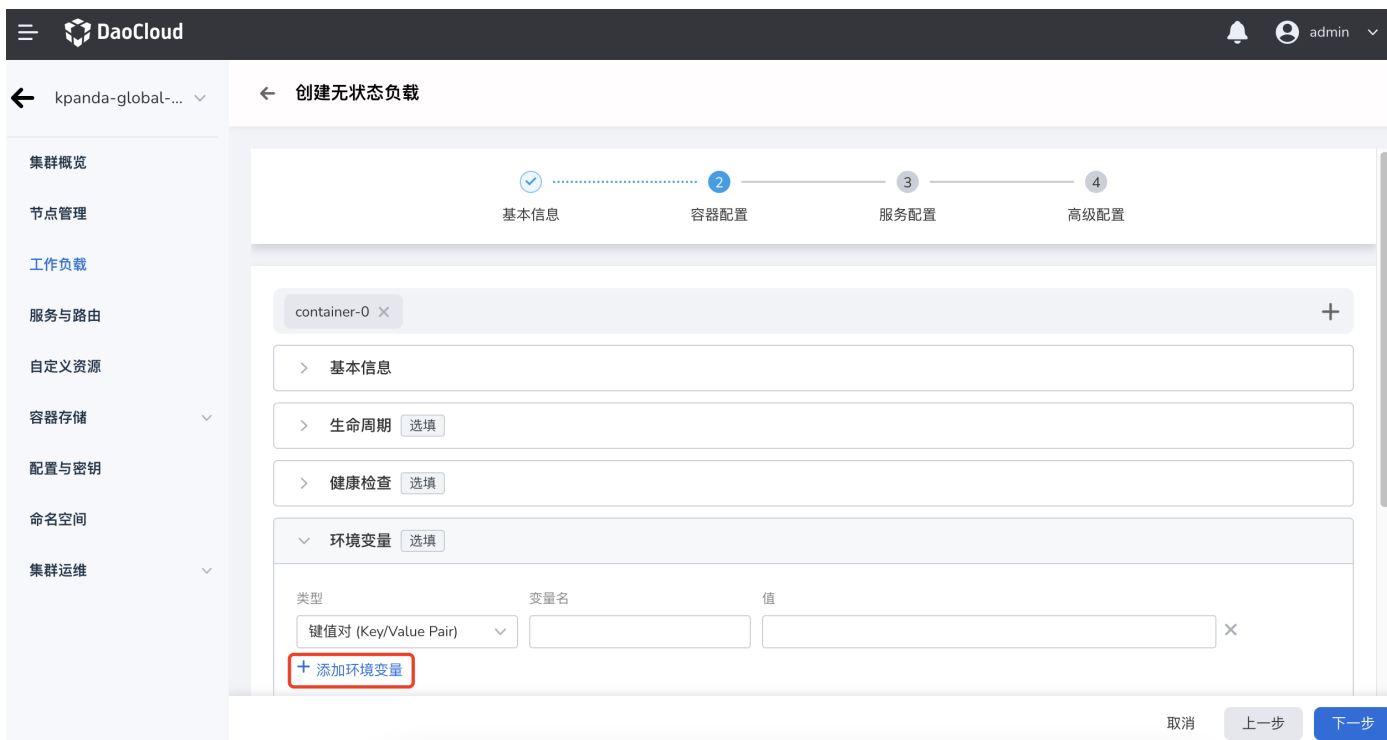 DaoCloud
admin
kpanda-global-...
创建无状态负载
集群概览
节点管理
工作负载
服务与路由
自定义资源
容器存储
配置与密钥
命名空间
集群运维
2
3
4
基本信息
容器配置
服务配置
高级配置
container-0
基本信息
生命周期 选填
健康检查 选填
环境变量 选填
类型 变量名 值
键值对 (Key/Value Pair)
添加环境变量
取消 上一步 下一步